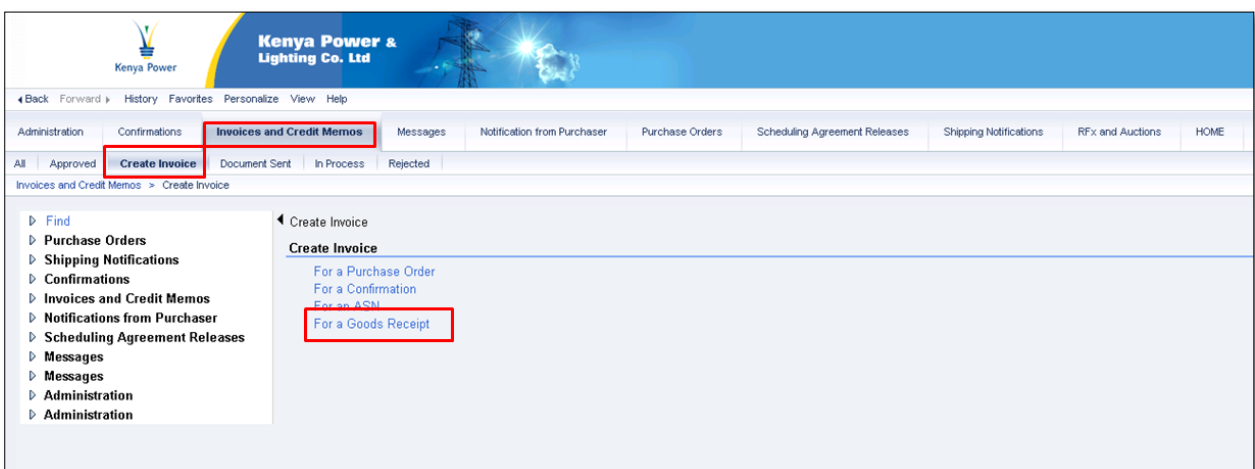 Kenya Power
Kenya Power &
Lighting Co. Ltd
Back Forward History Favorites Personalize View Help
Administration Confirmations Invoices and Credit Memos Messages Notification from Purchaser Purchase Orders Scheduling Agreement Releases Shipping Notifications RFx and Auctions HOME
All Approved Create Invoice Document Sent In Process Rejected
Invoices and Credit Memos > Create Invoice
Find
Purchase Orders
Shipping Notifications
Confirmations
Invoices and Credit Memos
Notifications from Purchaser
Scheduling Agreement Releases
Messages
Messages
Administration
Administration
Create Invoice
Create Invoice
For a Purchase Order
For a Confirmation
For an ASN
For a Goods Receipt